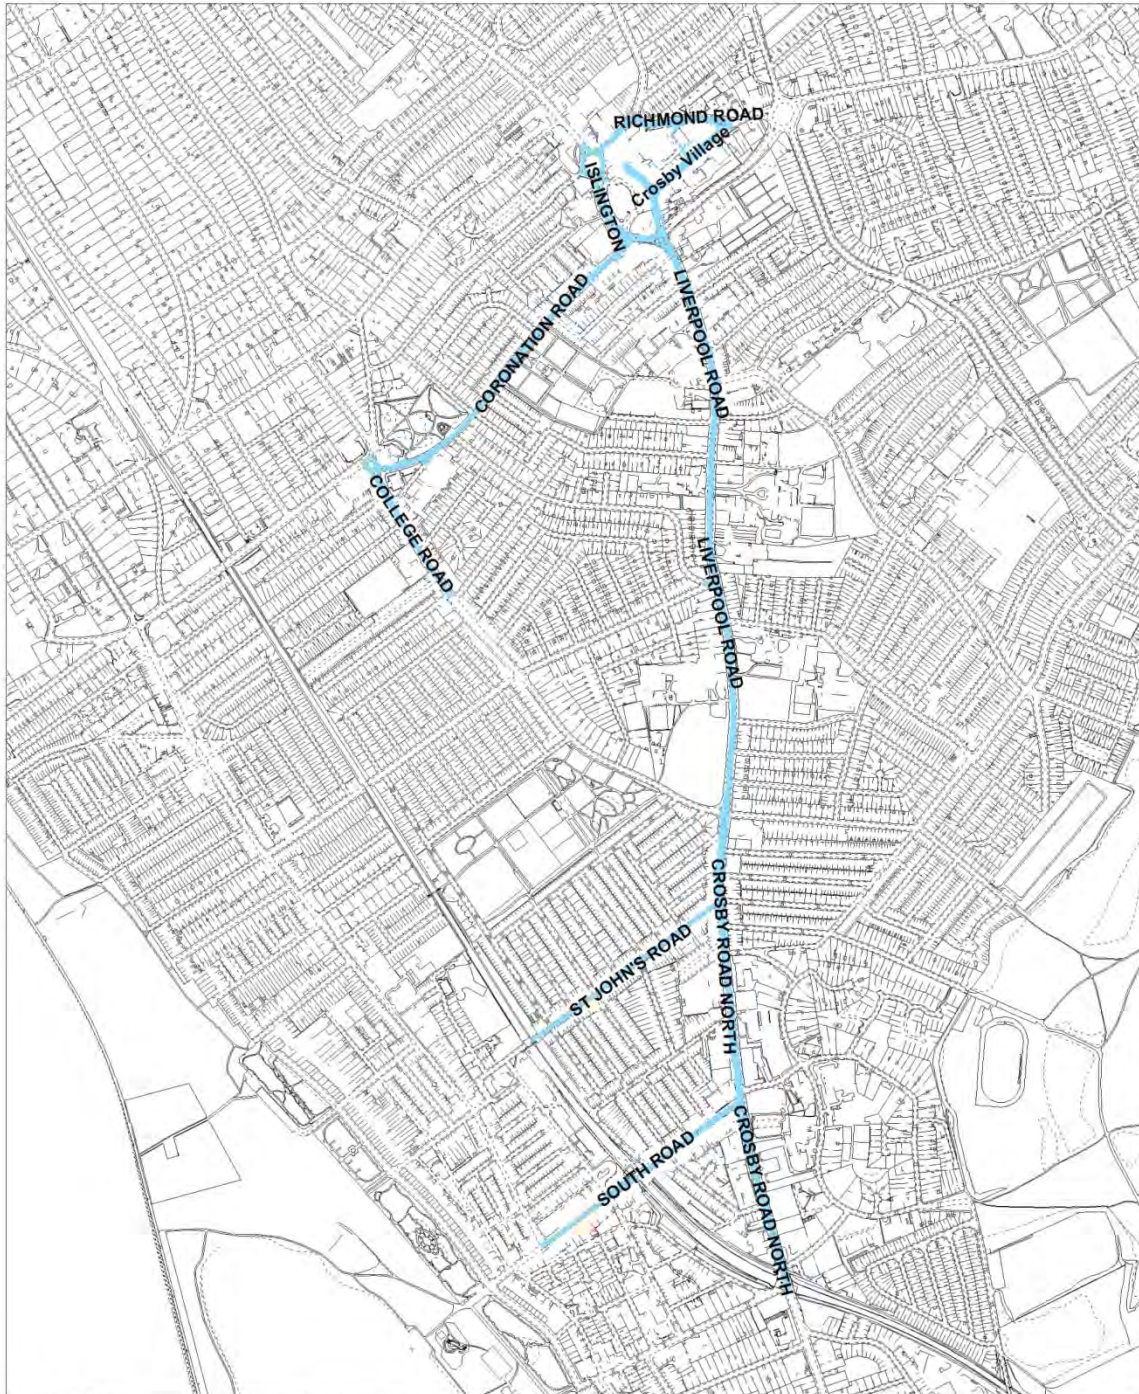 RICHMOND ROAD
Crosby Village
ISLINGTON
CORONATION ROAD
LIVERPOOL ROAD
COLLEGE ROAD
LIVERPOOL ROAD
CROSBY ROAD NORTH
ST JOHN'S ROAD
SOUTH ROAD
CROSBY ROAD NORTH